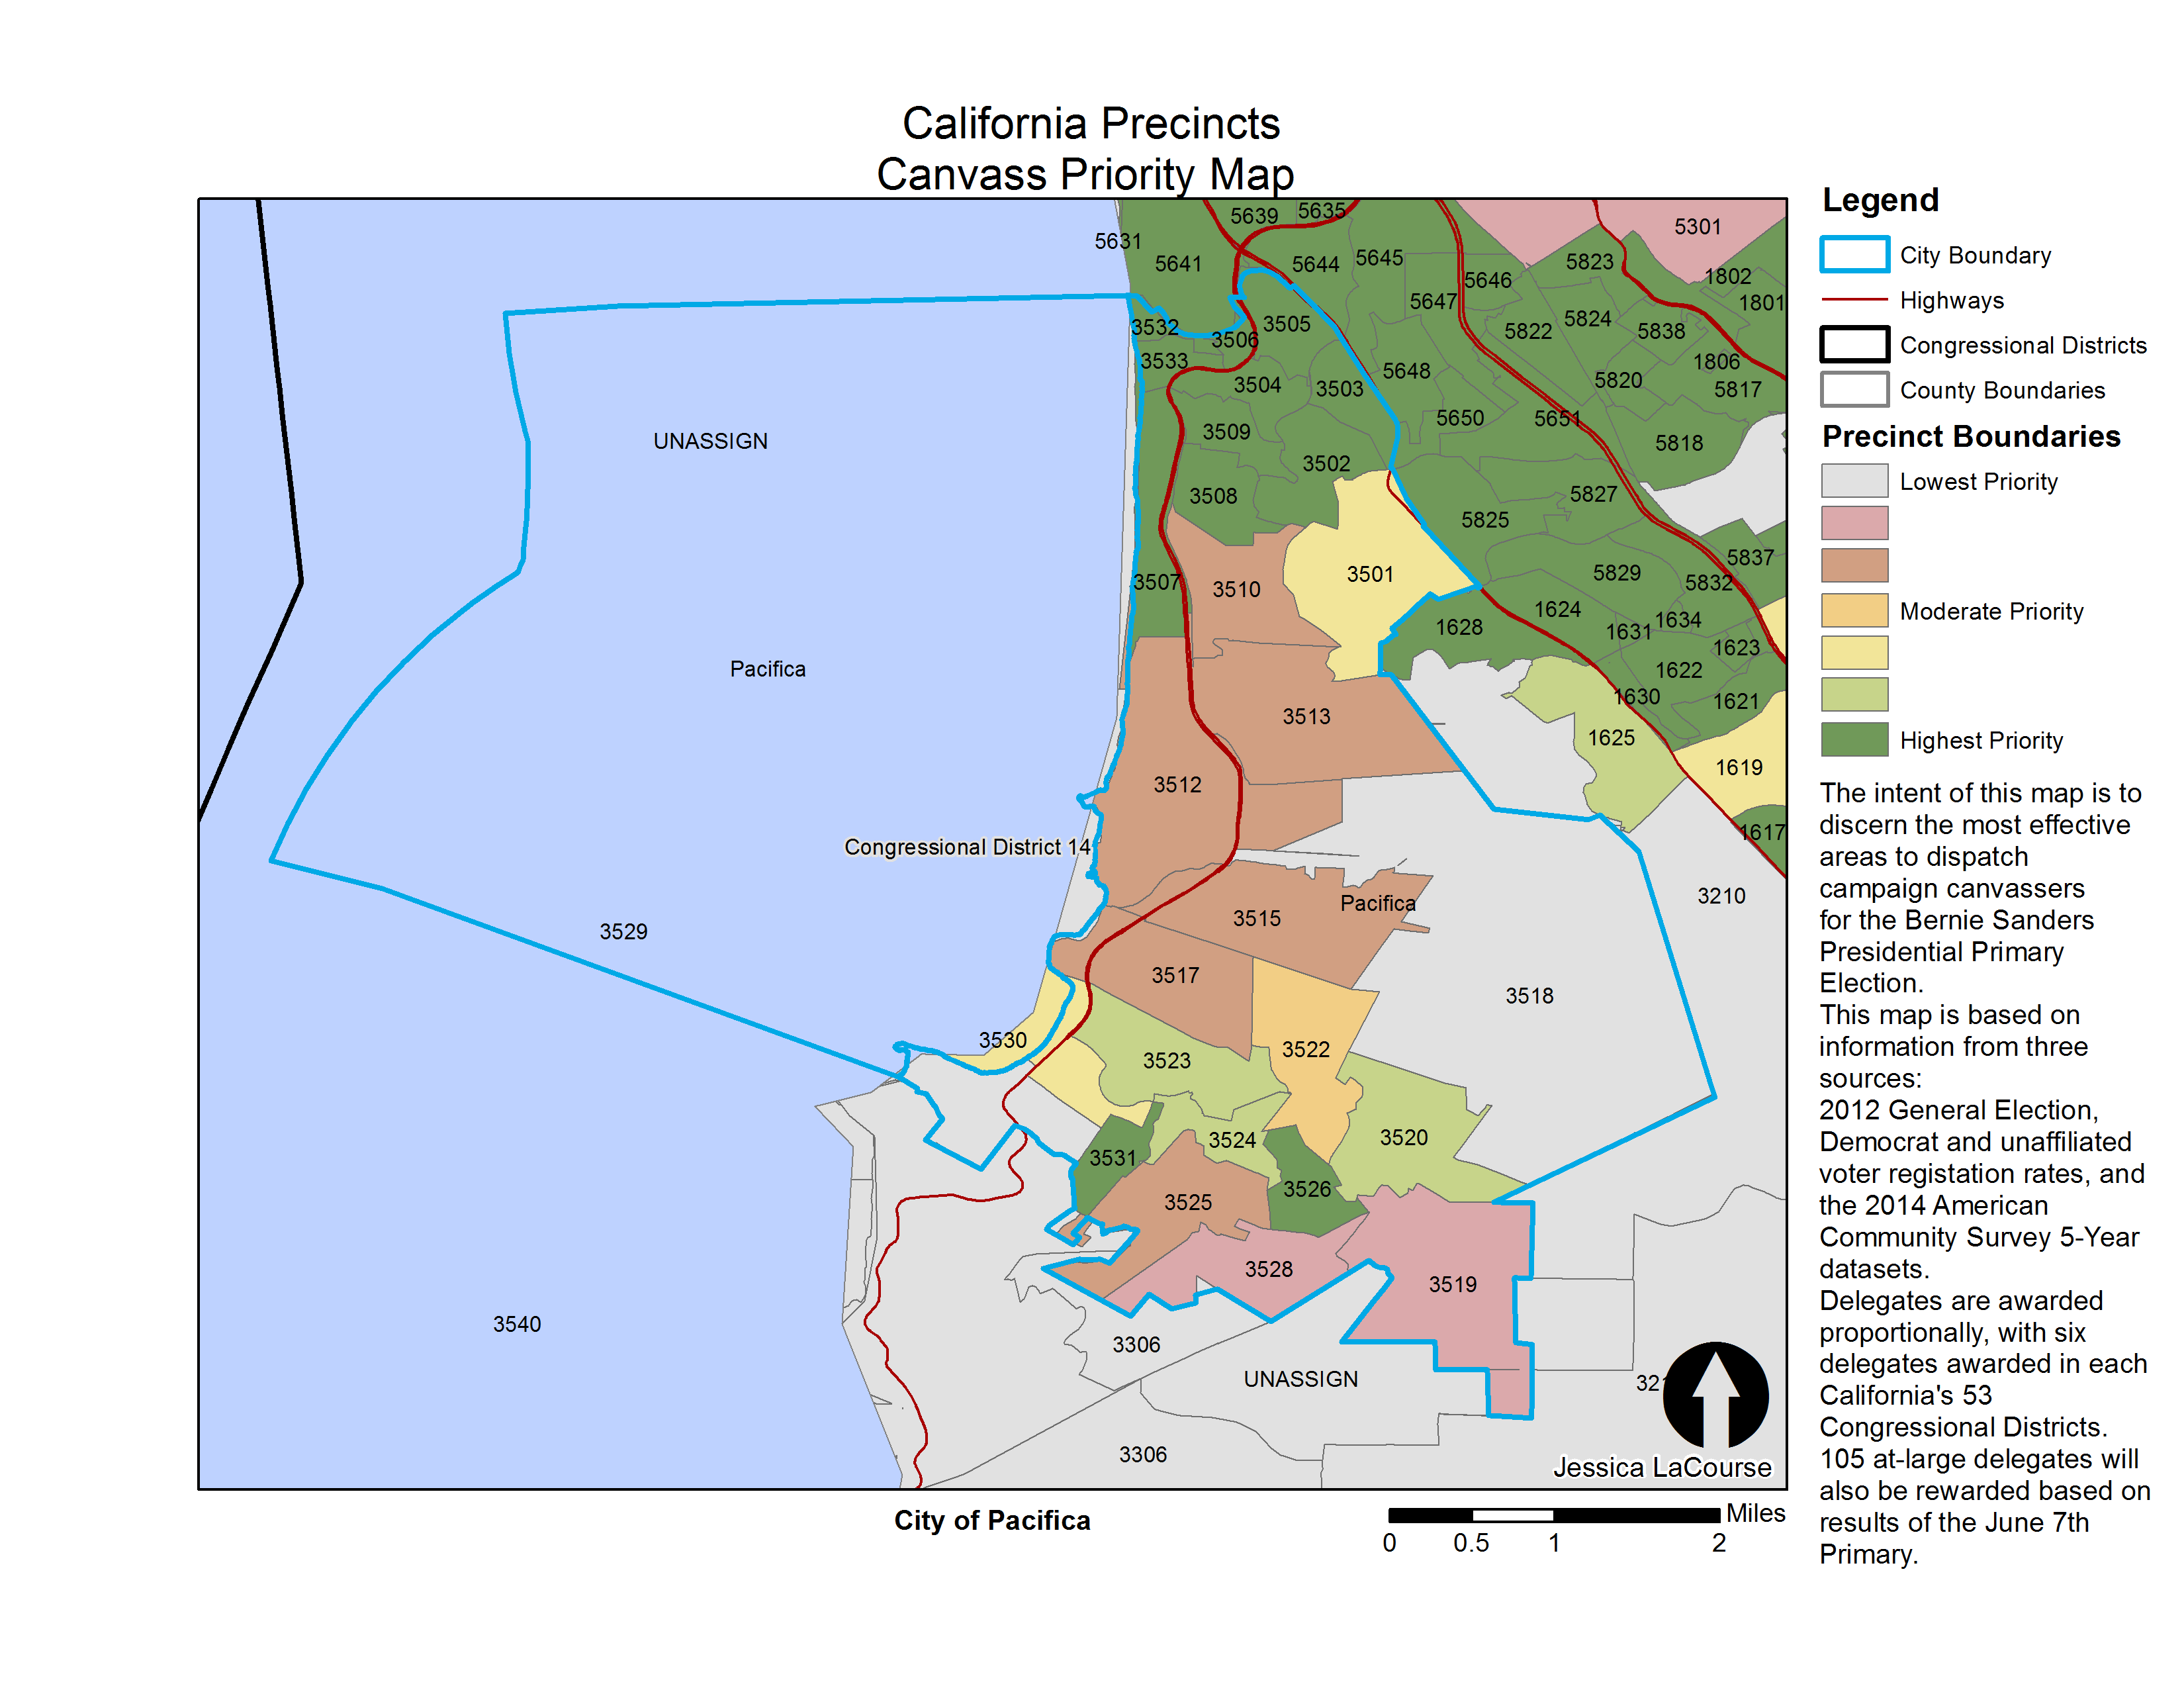 California Precincts
Canvass Priority Map
5639
5635
5301
5631
5641
5644
5645
5823
1802
5646
5647
1801
3532
3505
5822
5824
5838
3506
3533
3504
3503
5648
5820
1806
5817
3509
5650
5651
5818
UNASSIGN
3502
3508
5827
5825
3507
3510
3501
5829
5832
5837
1624
1628
1631
1634
1623
1622
Pacifica
1630
1621
3513
1625
1619
3512
1617
Congressional District 14
3210
Pacifica
3515
3529
3517
3518
3530
3522
3523
3524
3520
3531
3526
3525
3528
3519
3540
3306
UNASSIGN
321
3306
Jessica LaCourse
City of Pacifica
Miles
0 0.5 1 2
Legend
City Boundary
Highways
Congressional Districts
County Boundaries
Precinct Boundaries
Lowest Priority
Moderate Priority
Highest Priority
The intent of this map is to
discern the most effective
areas to dispatch
campaign canvassers
for the Bernie Sanders
Presidential Primary
Election.
This map is based on
information from three
sources:
2012 General Election,
Democrat and unaffiliated
voter registation rates, and
the 2014 American
Community Survey 5-Year
datasets.
Delegates are awarded
proportionally, with six
delegates awarded in each
California's 53
Congressional Districts.
105 at-large delegates will
also be rewarded based on
results of the June 7th
Primary.